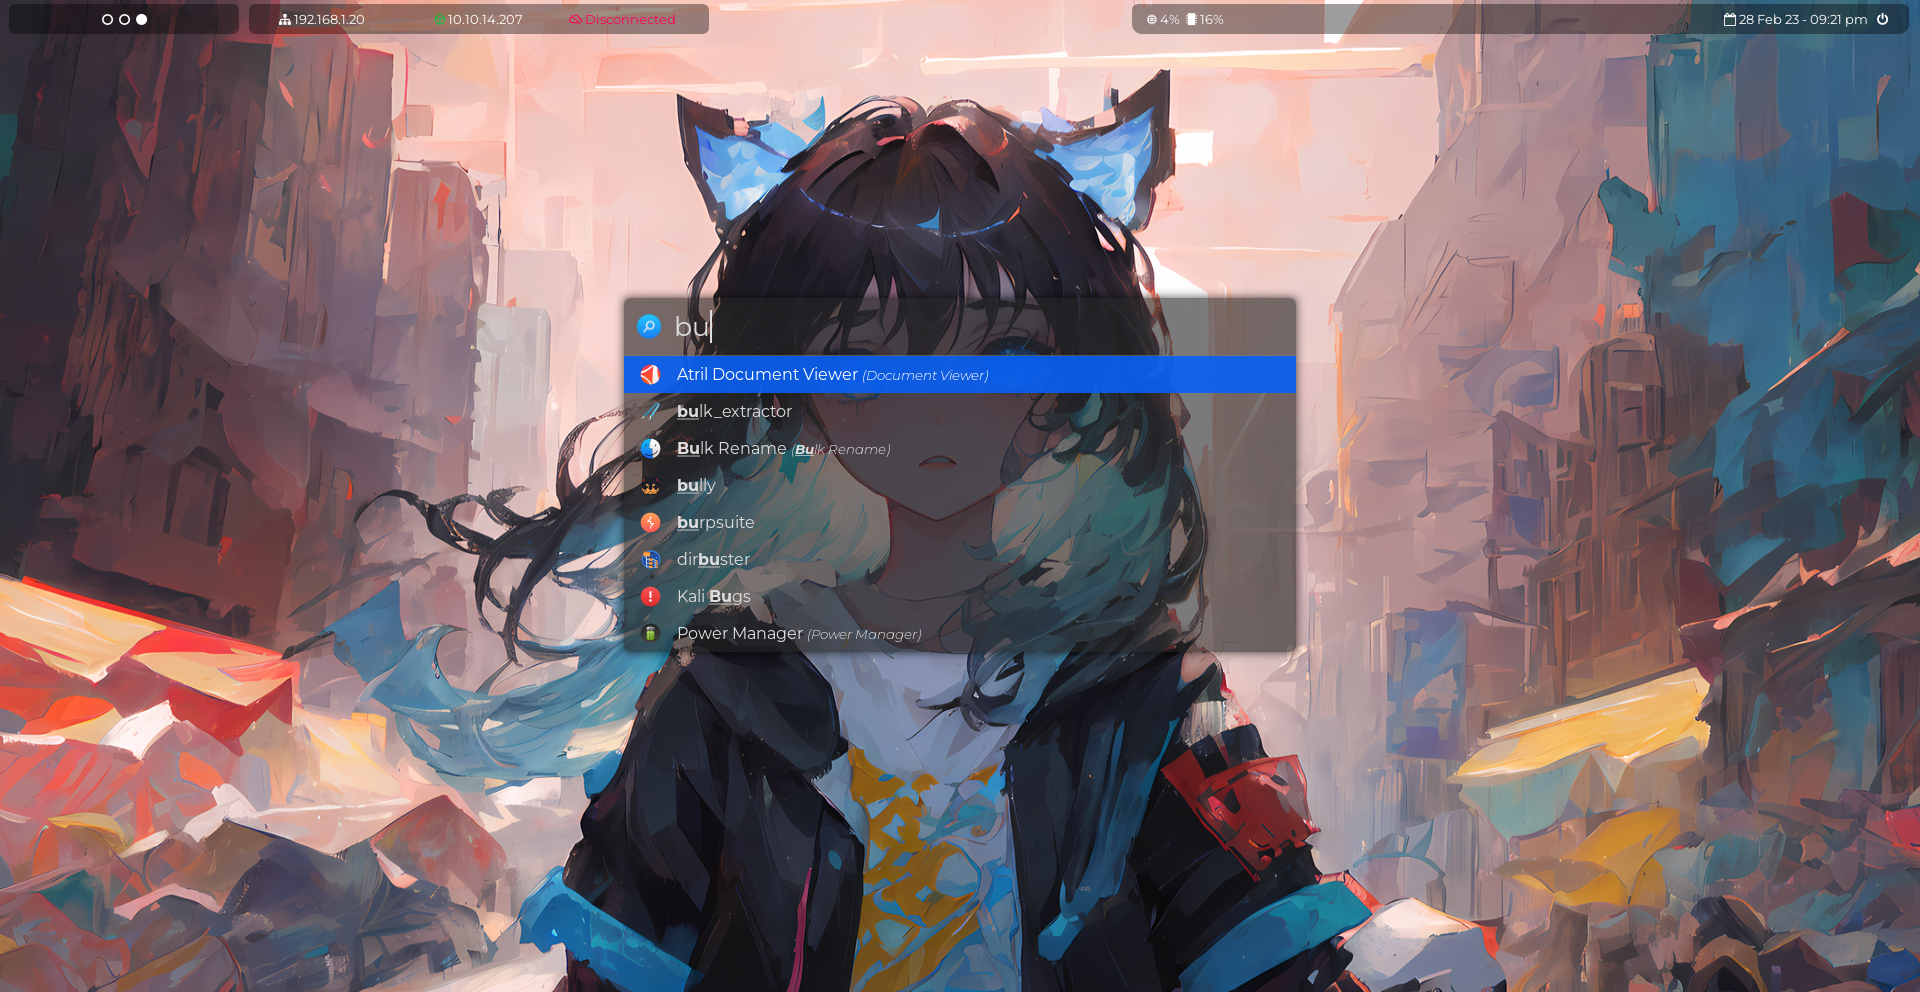 192.168.1.20 10.10.14.207 Disconnected 4% 16% 28 Feb 23 - 09:21 pm
bu
Atril Document Viewer (Document Viewer)
bulk_extractor
Bulk Rename (Bulk Rename)
bully
burpsuite
dirbuster
Kali Bugs
Power Manager (Power Manager)